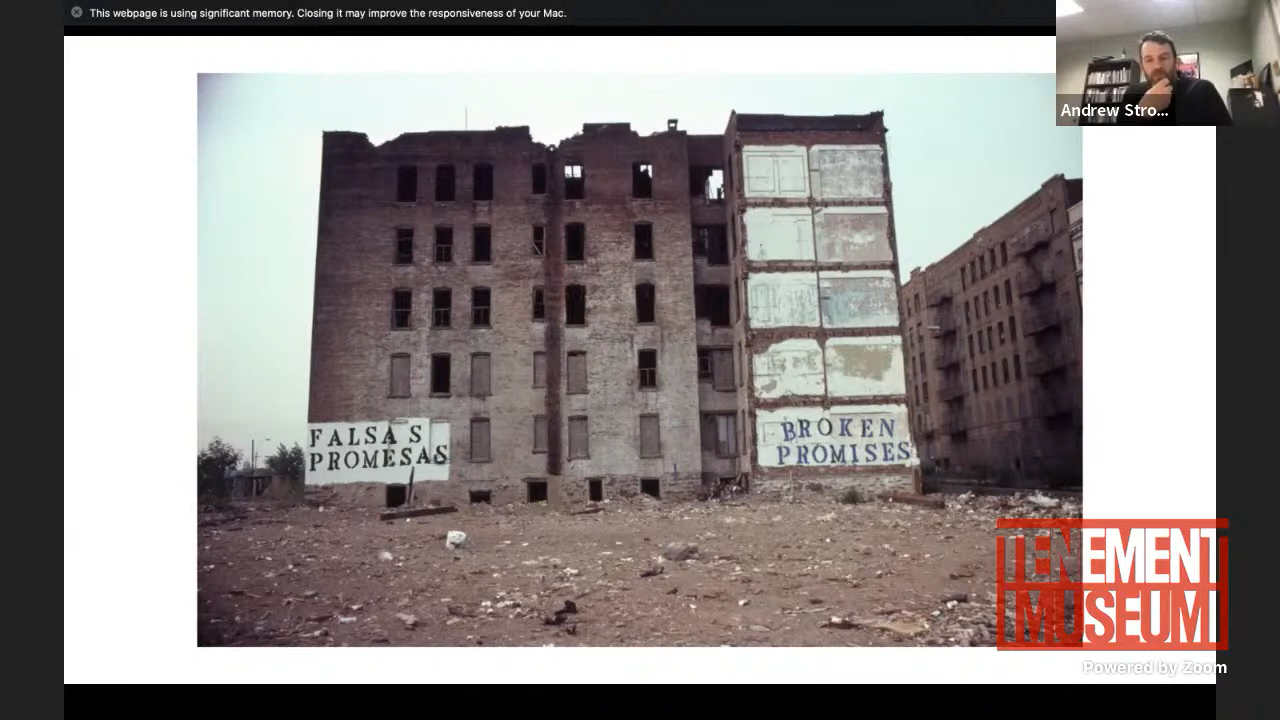 This webpage is using significant memory. Closing it may improve the responsiveness of your Mac.
Andrew Stro...
FALSAS
PROMESAS
BROKEN
PROMISES
TENEMENT
MUSEUM
Powered by Zoom